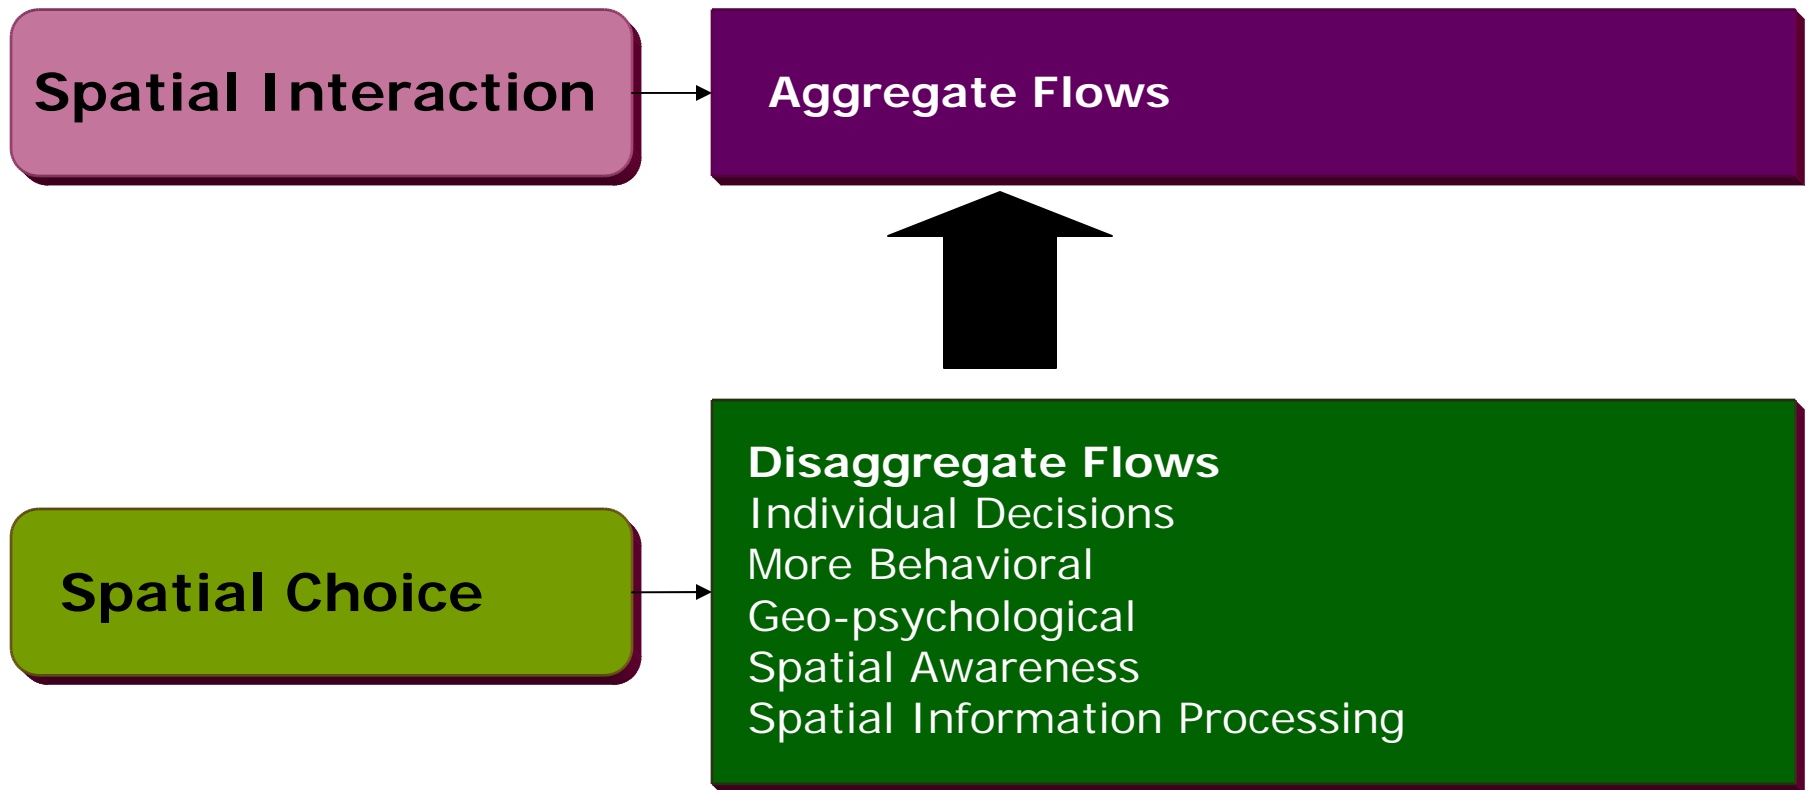 Spatial Interaction
Aggregate Flows
Spatial Choice
Disaggregate Flows
Individual Decisions
More Behavioral
Geo-psychological
Spatial Awareness
Spatial Information Processing